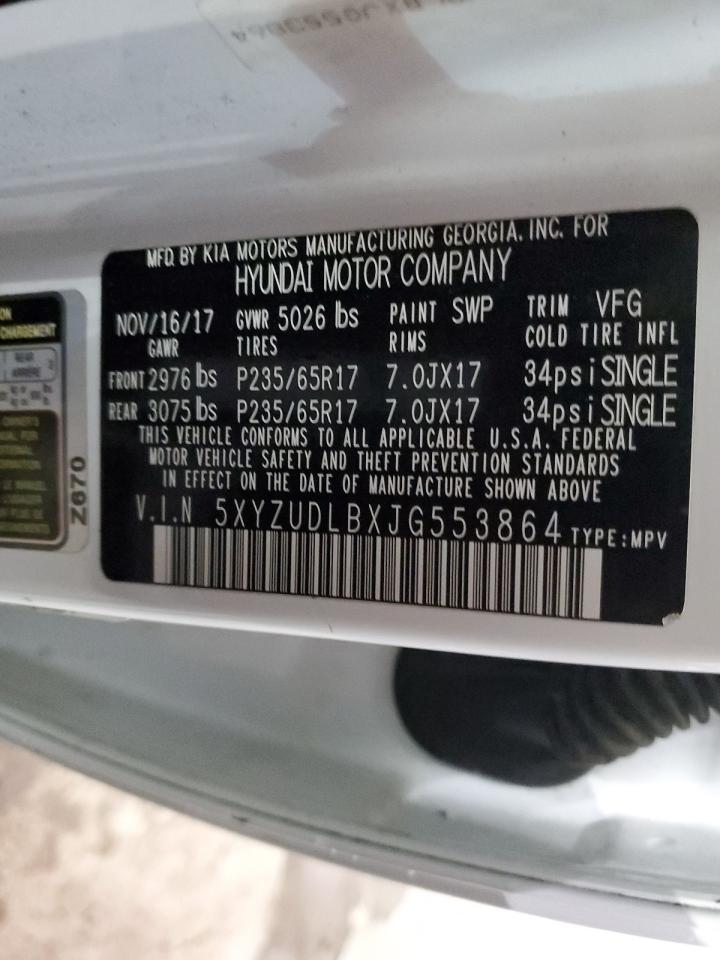 MFD. BY KIA MOTORS MANUFACTURING GEORGIA, INC. FOR
HYUNDAI MOTOR COMPANY
NOV/16/17 GVWR 5026 lbs PAINT SWP TRIM VFG
GAWR TIRES RIMS COLD TIRE INFL
FRONT 2976 lbs P235/65R17 7.0JX17 34psi SINGLE
REAR 3075 lbs P235/65R17 7.0JX17 34psi SINGLE
THIS VEHICLE CONFORMS TO ALL APPLICABLE U.S.A. FEDERAL
MOTOR VEHICLE SAFETY AND THEFT PREVENTION STANDARDS
IN EFFECT ON THE DATE OF MANUFACTURE SHOWN ABOVE
V.I.N 5XYZUDLBXJG553864 TYPE:MPV
CHARGEMENT
REAR
Z670